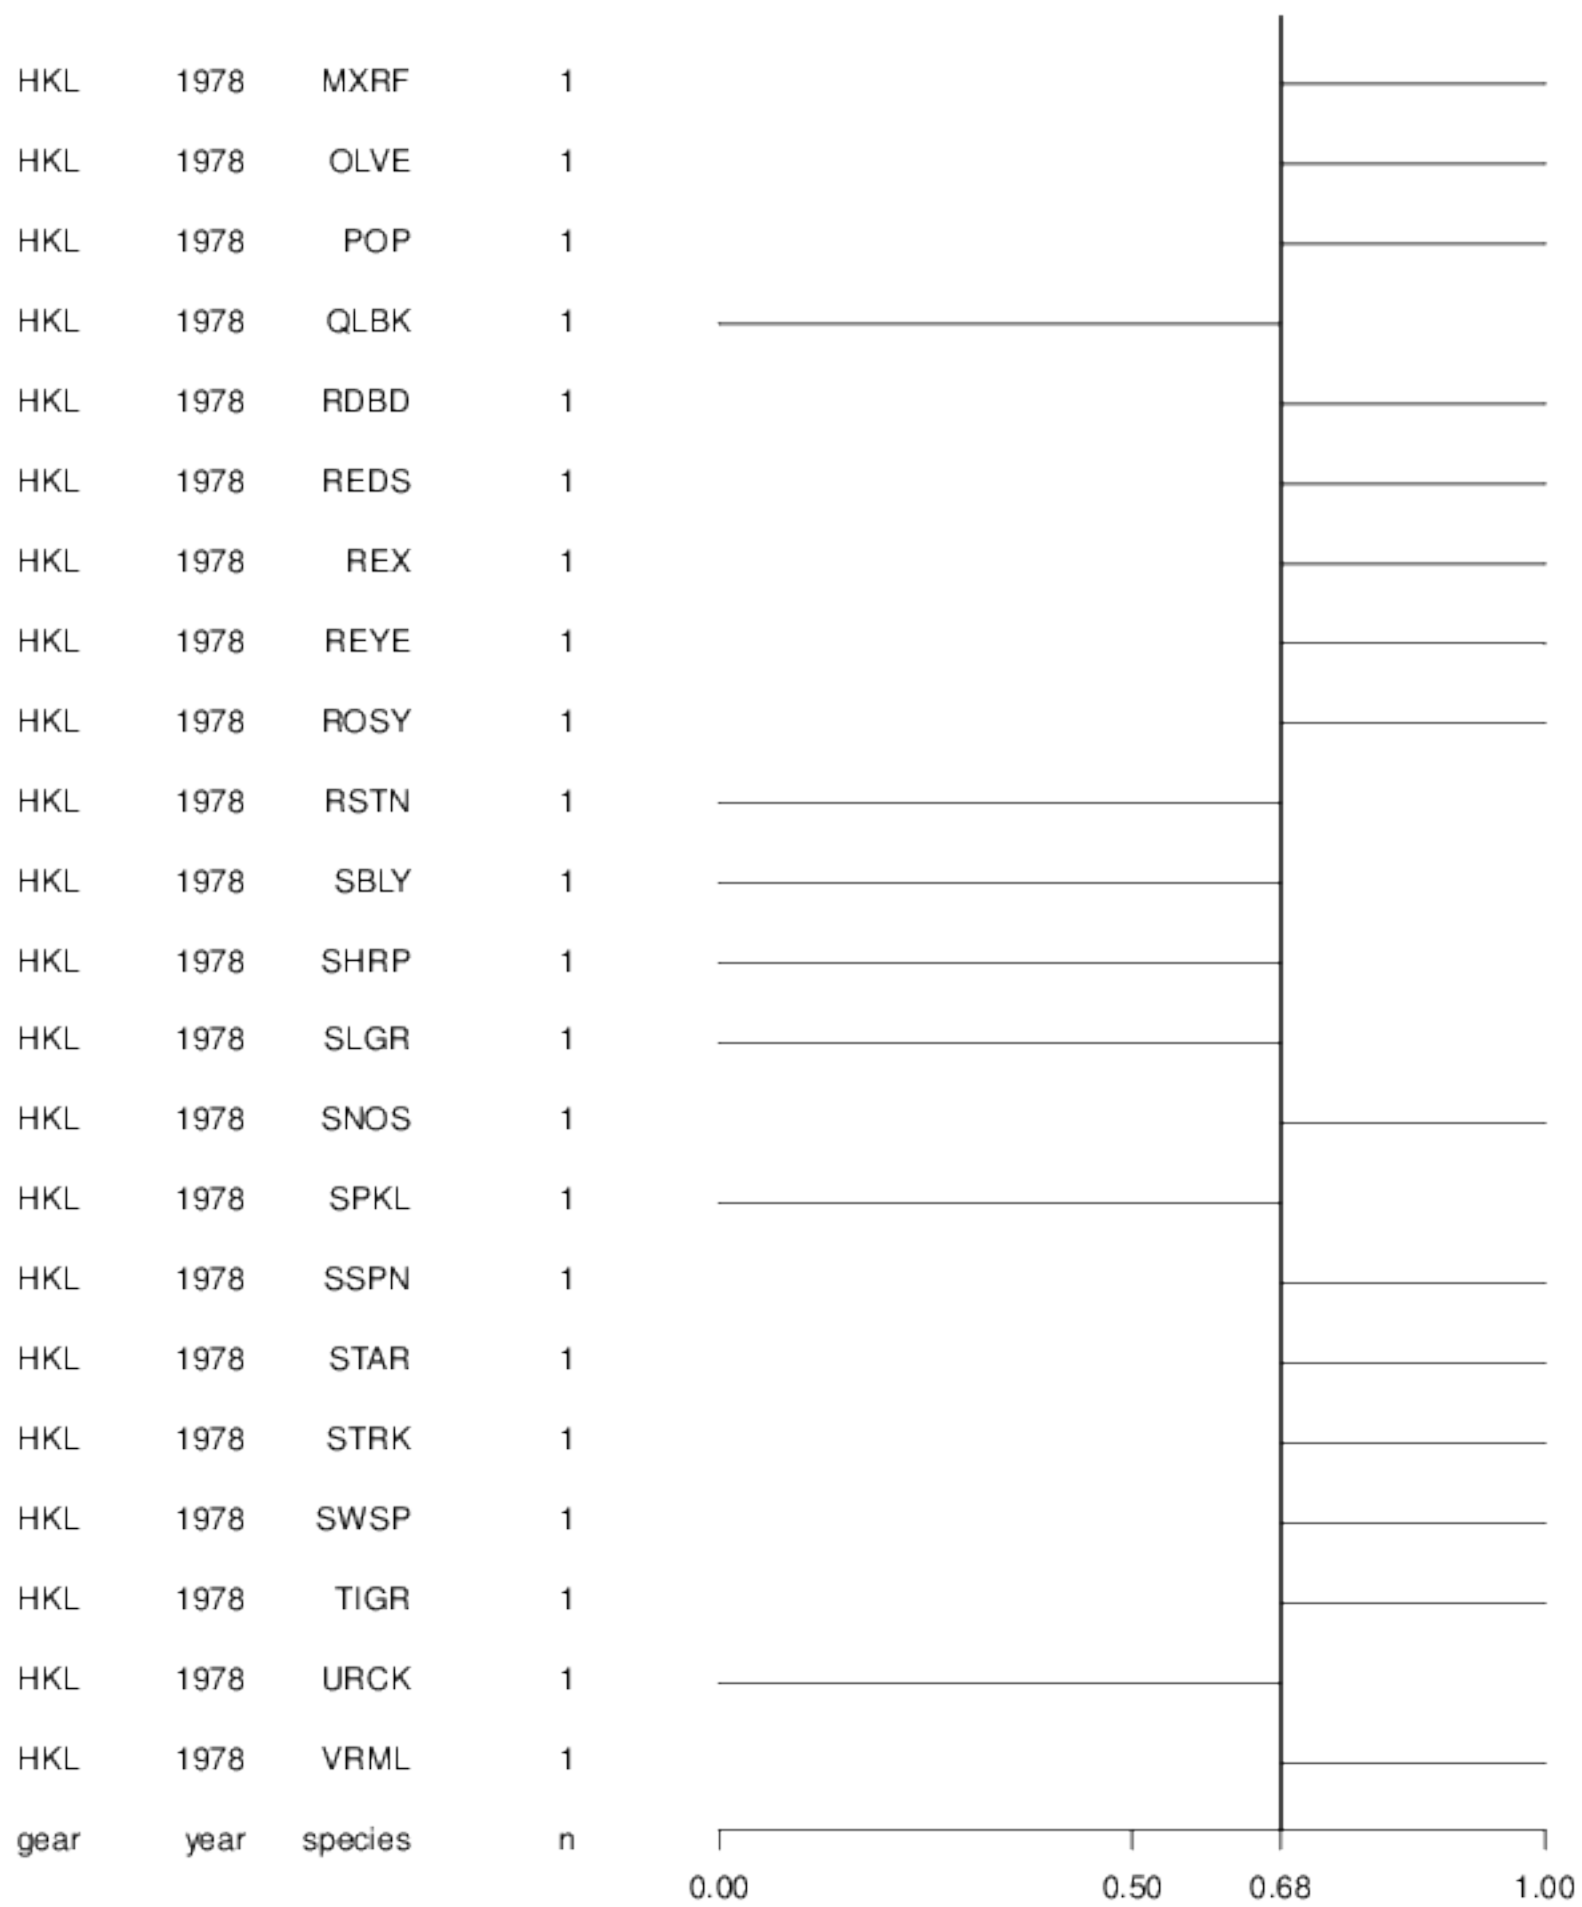 HKL 1978 MXRF 1
HKL 1978 OLVE 1
HKL 1978 POP 1
HKL 1978 QLBK 1
HKL 1978 RDBD 1
HKL 1978 REDS 1
HKL 1978 REX 1
HKL 1978 REYE 1
HKL 1978 ROSY 1
HKL 1978 RSTN 1
HKL 1978 SBLY 1
HKL 1978 SHRP 1
HKL 1978 SLGR 1
HKL 1978 SNOS 1
HKL 1978 SPKL 1
HKL 1978 SSPN 1
HKL 1978 STAR 1
HKL 1978 STRK 1
HKL 1978 SWSP 1
HKL 1978 TIGR 1
HKL 1978 URCK 1
HKL 1978 VRML 1
gear year species n
0.00 0.50 0.68 1.00